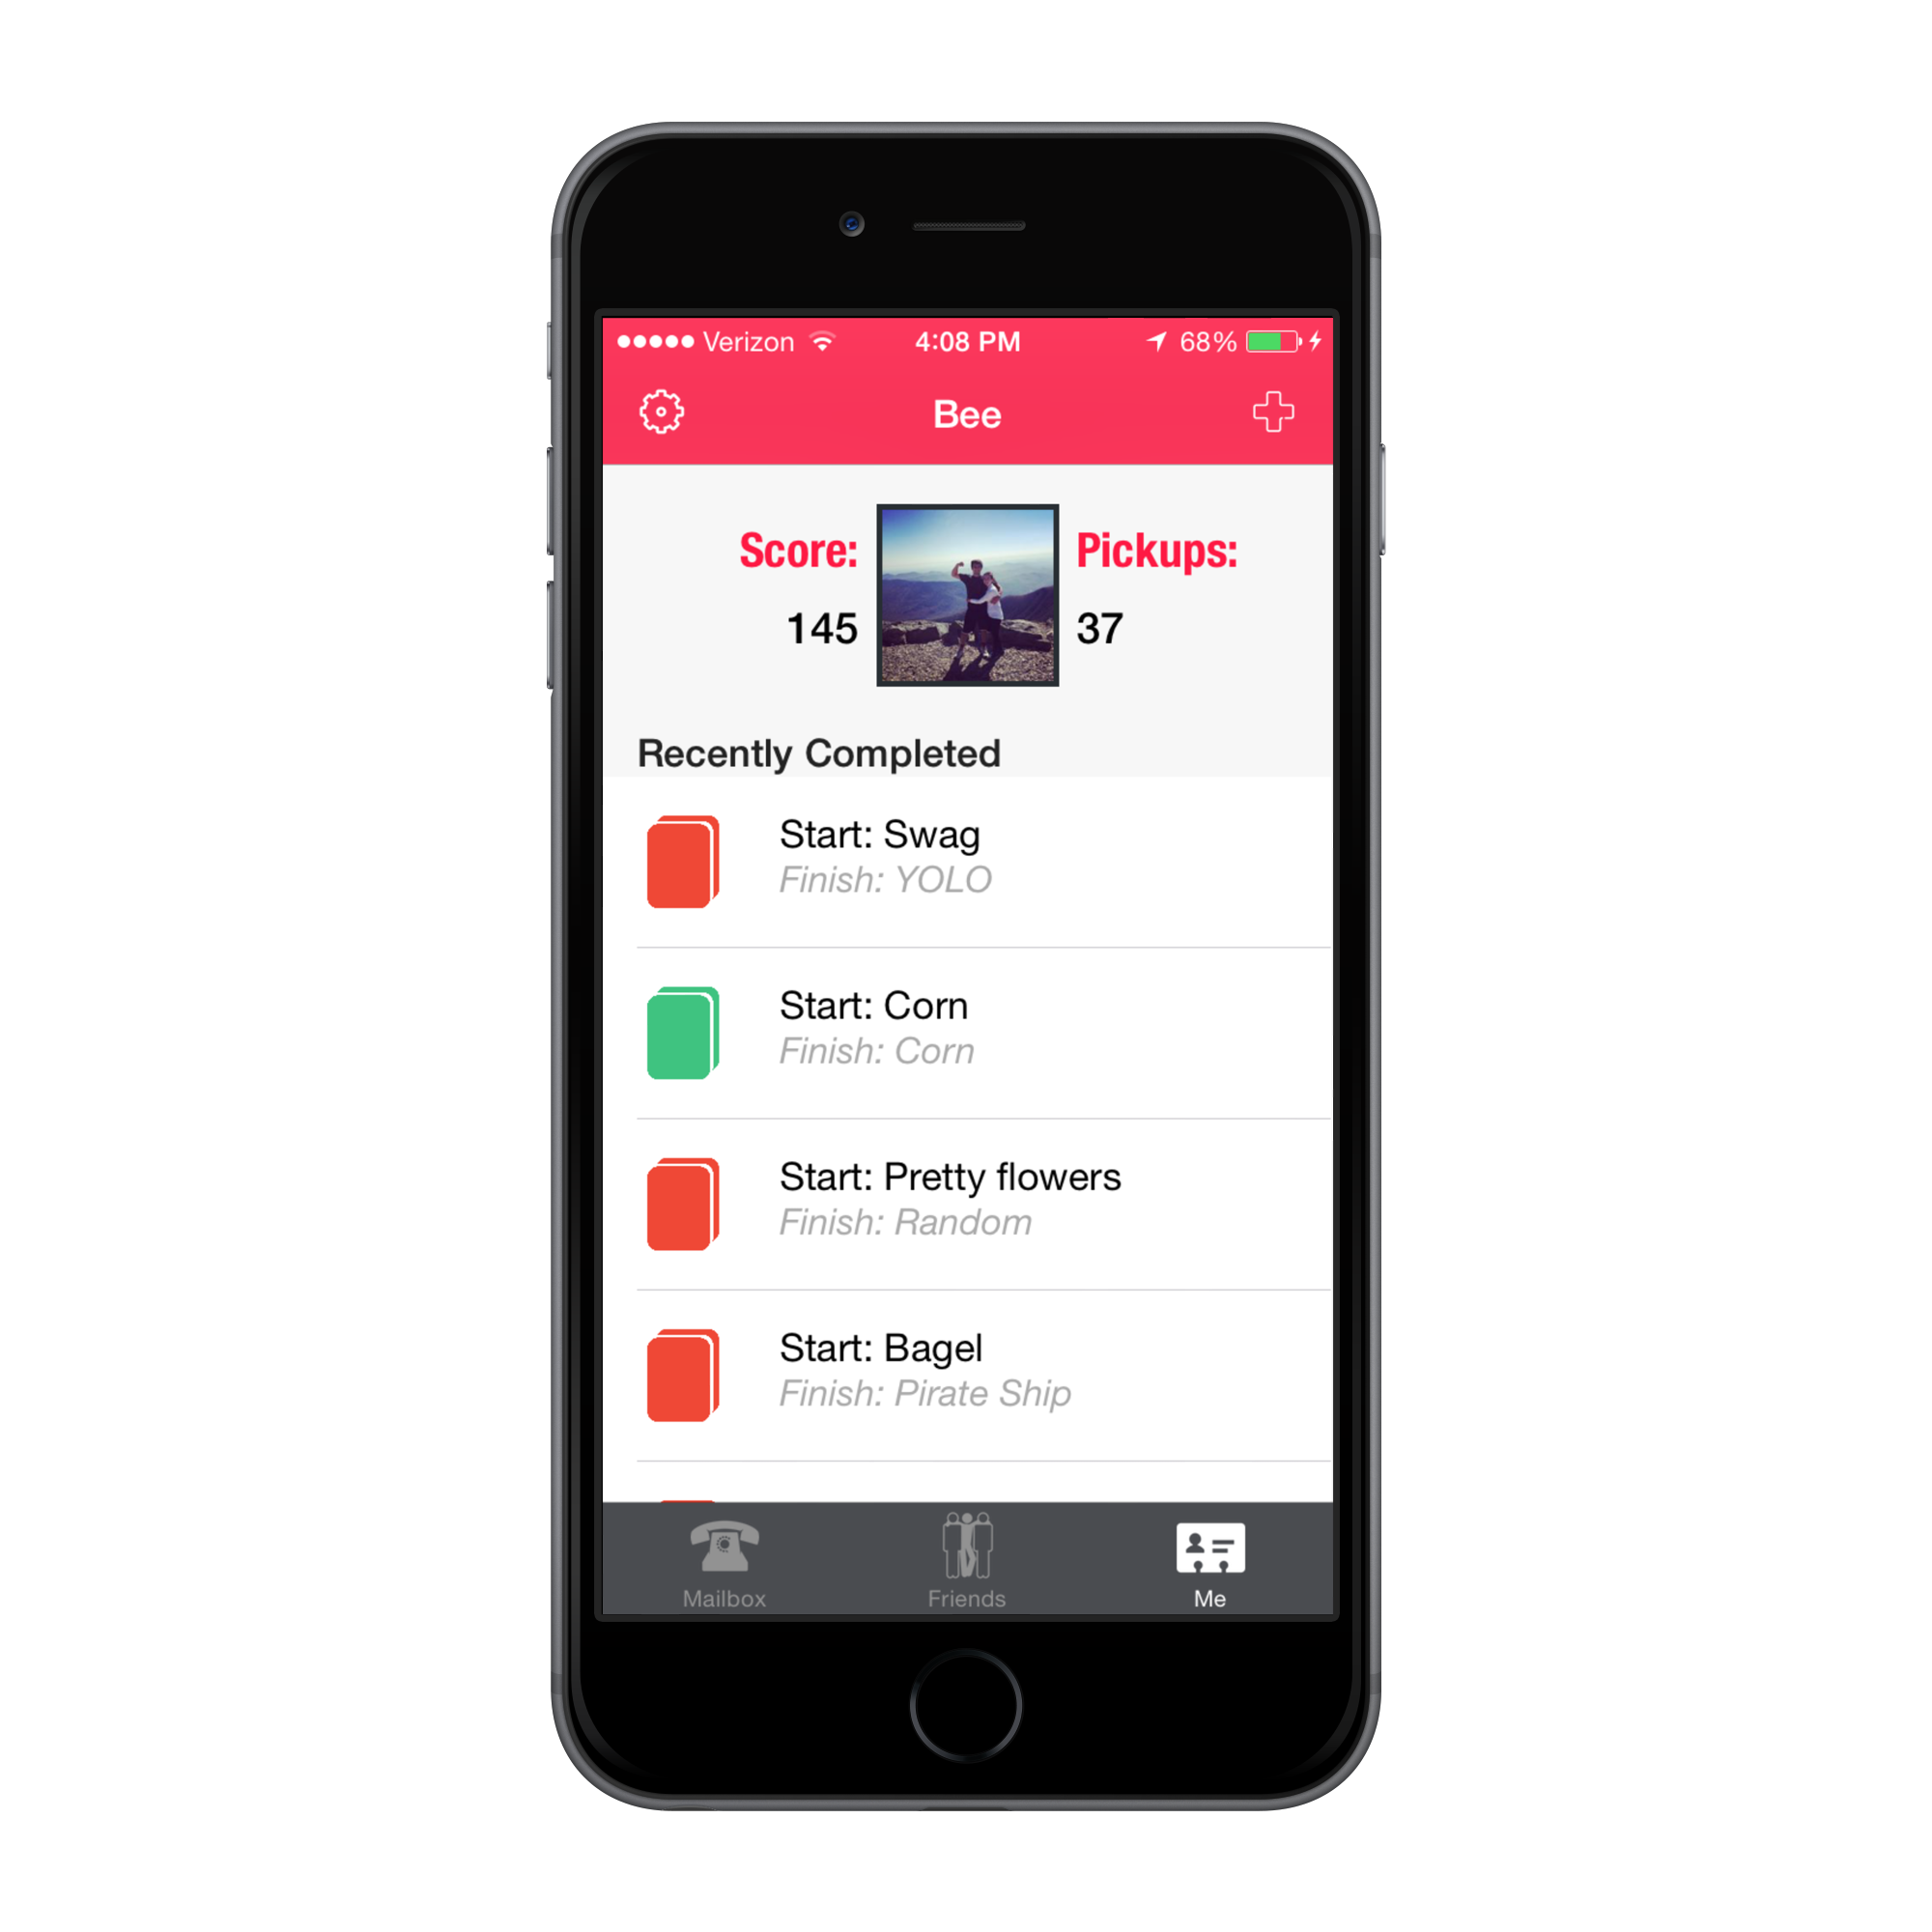 Verizon 4:08 PM 68%
Bee
Score: Pickups:
145 37
Recently Completed
Start: Swag
Finish: YOLO
Start: Corn
Finish: Corn
Start: Pretty flowers
Finish: Random
Start: Bagel
Finish: Pirate Ship
Mailbox Friends Me